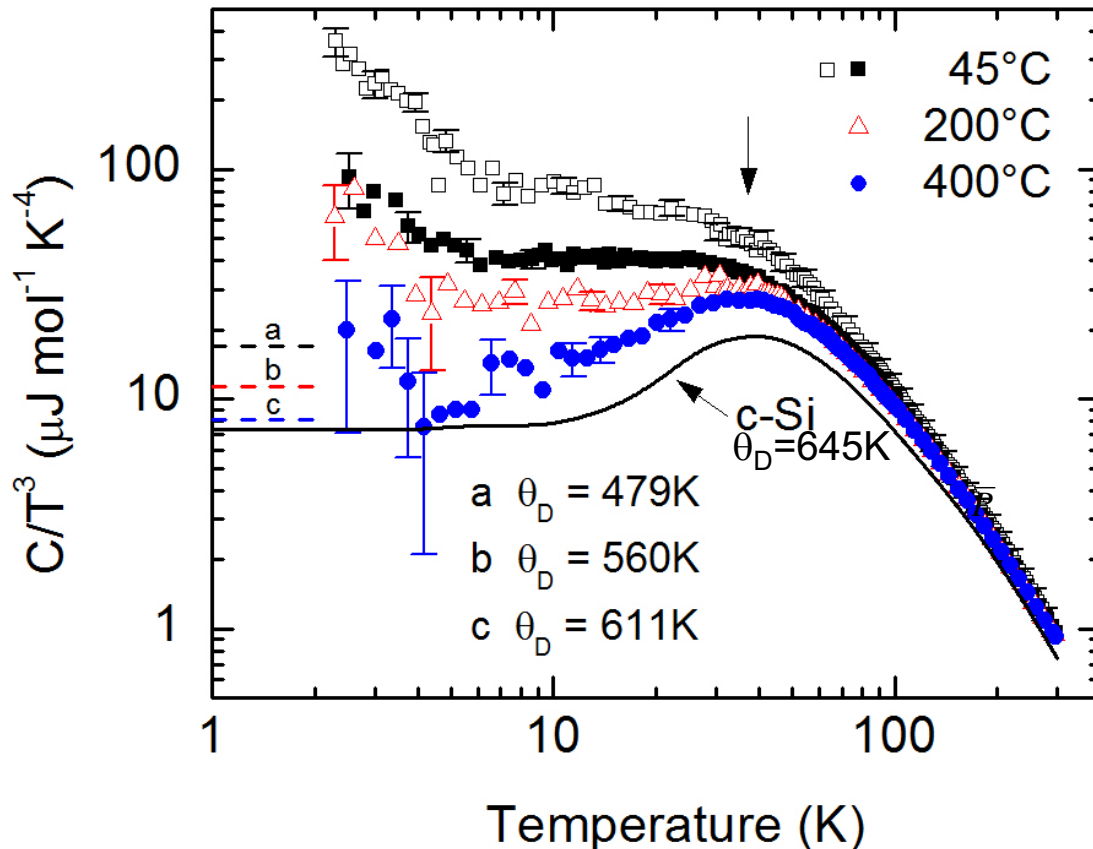 C/T³ (μJ mol⁻¹ K⁻⁴)
100
10
1
45°C
200°C
400°C
a
b
c
c-Si
θD=645K
a θD = 479K
b θD = 560K
c θD = 611K
1
10
100
Temperature (K)